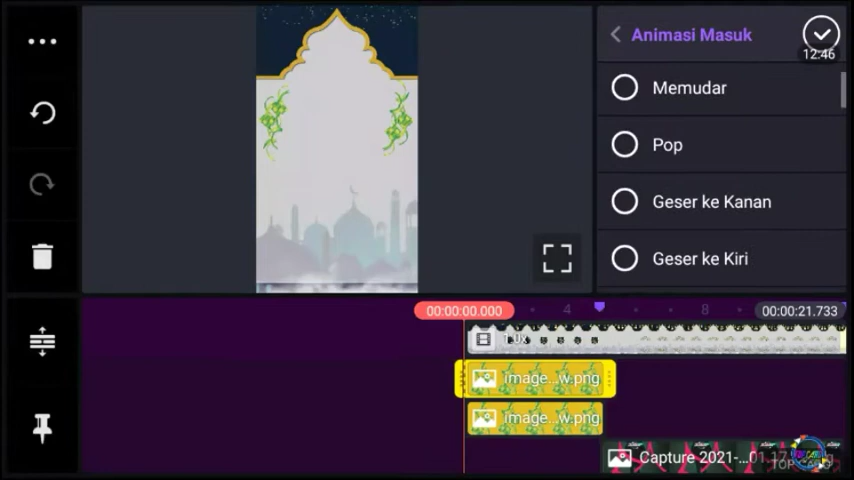 Animasi Masuk
12:46
Memudar
Pop
Geser ke Kanan
Geser ke Kiri
00:00:00.000
4
8
00:00:21.733
1.0x
image...w.png
image...w.png
Capture 2021-...01.17